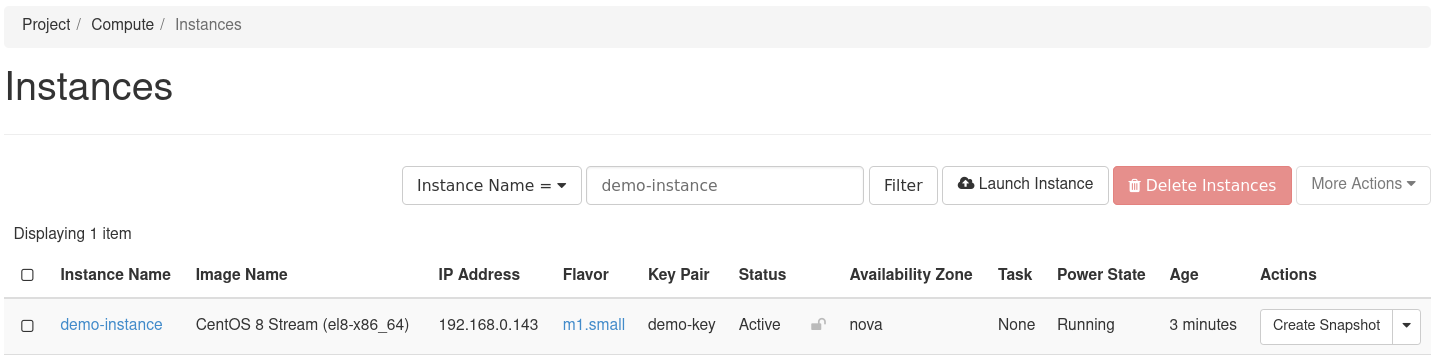 Project / Compute / Instances
Instances
Instance Name = demo-instance Filter Launch Instance Delete Instances More Actions
Displaying 1 item
Instance Name Image Name IP Address Flavor Key Pair Status Availability Zone Task Power State Age Actions
demo-instance CentOS 8 Stream (el8-x86_64) 192.168.0.143 m1.small demo-key Active nova None Running 3 minutes Create Snapshot